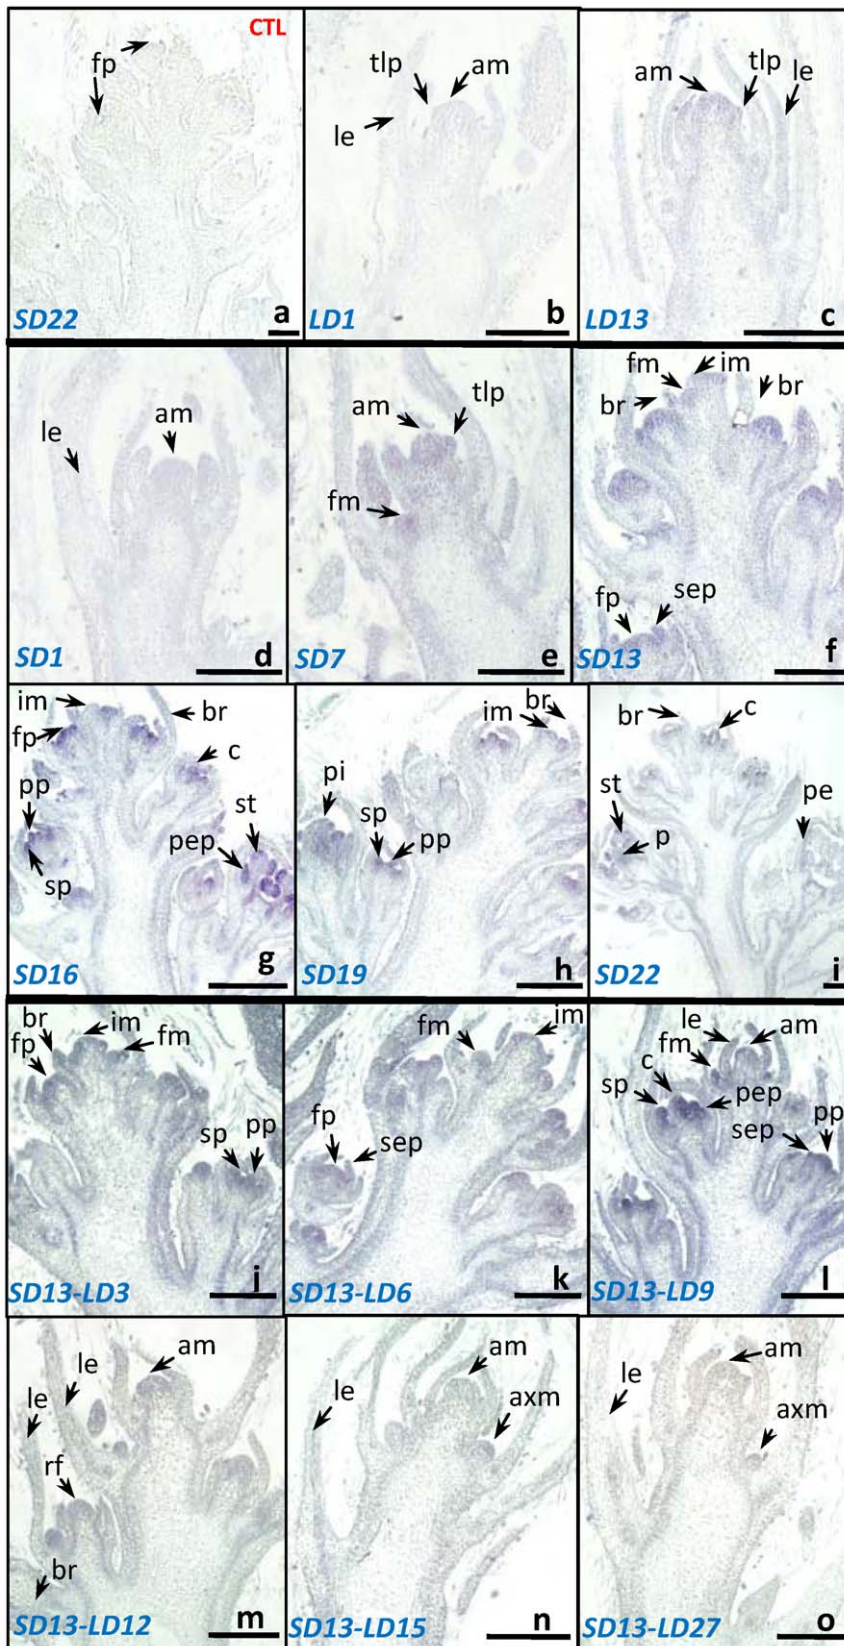 CTL
fp
SD22
a
tlp
am
le
LD1
b
am
tlp
le
LD13
c
le
am
SD1
d
am
tlp
fm
SD7
e
fm
im
br
br
fp
sep
SD13
f
im
br
fp
c
pp
st
pep
sp
SD16
g
br
im
pi
sp
pp
SD19
h
br
c
st
pe
p
SD22
i
im
br
fm
fp
sp
pp
SD13-LD3
j
fm
im
fp
sep
SD13-LD6
k
le
am
fm
c
sp
pep
sep
pp
SD13-LD9
l
am
le
le
rf
br
SD13-LD12
m
am
le
axm
SD13-LD15
n
am
le
axm
SD13-LD27
o